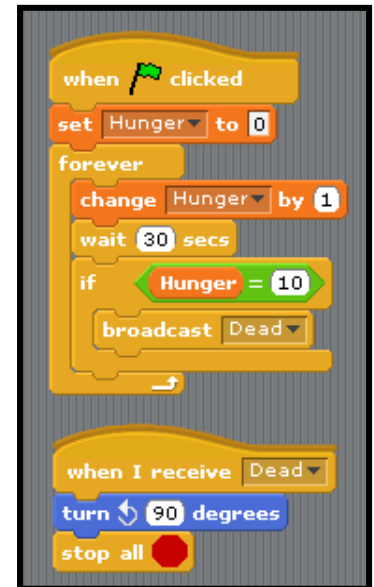 when clicked
set Hunger to 0
forever
change Hunger by 1
wait 30 secs
if Hunger = 10
broadcast Dead
when I receive Dead
turn 90 degrees
stop all